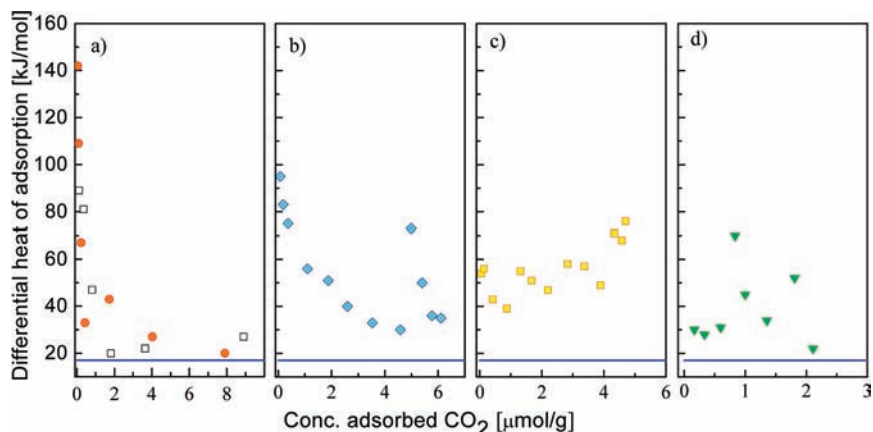 Differential heat of adsorption [kJ/mol]
160
140
120
100
80
60
40
20
a)
b)
c)
d)
0 2 4 6 8
0 2 4 6
0 2 4 6
0 1 2 3
Conc. adsorbed CO₂ [μmol/g]